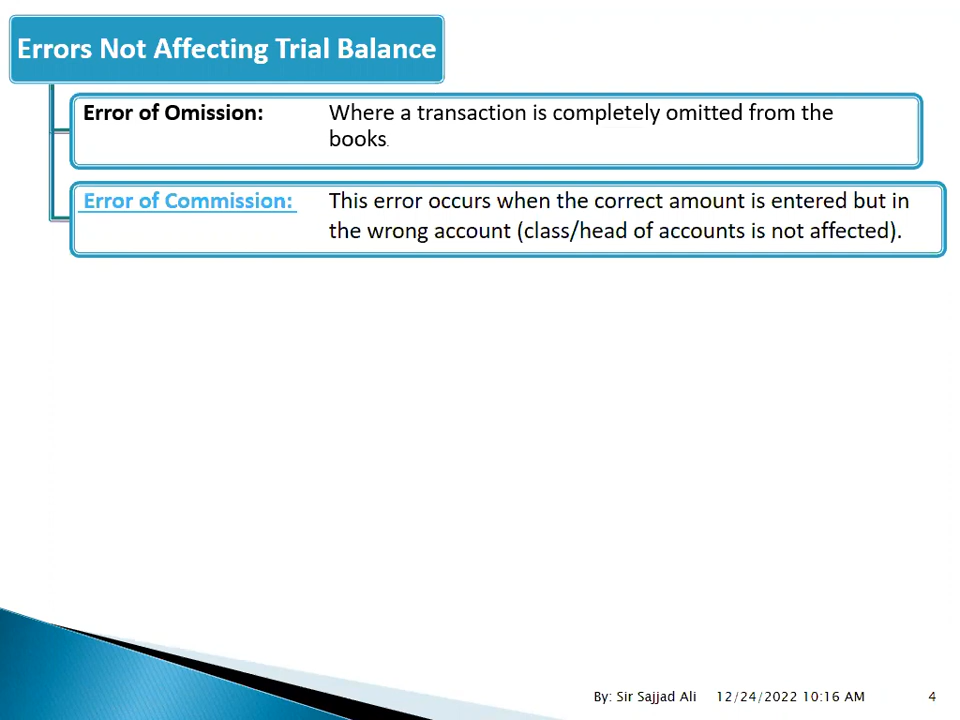 Errors Not Affecting Trial Balance
Error of Omission: Where a transaction is completely omitted from the
books.
Error of Commission: This error occurs when the correct amount is entered but in
the wrong account (class/head of accounts is not affected).
By: Sir Sajjad Ali 12/24/2022 10:16 AM 4